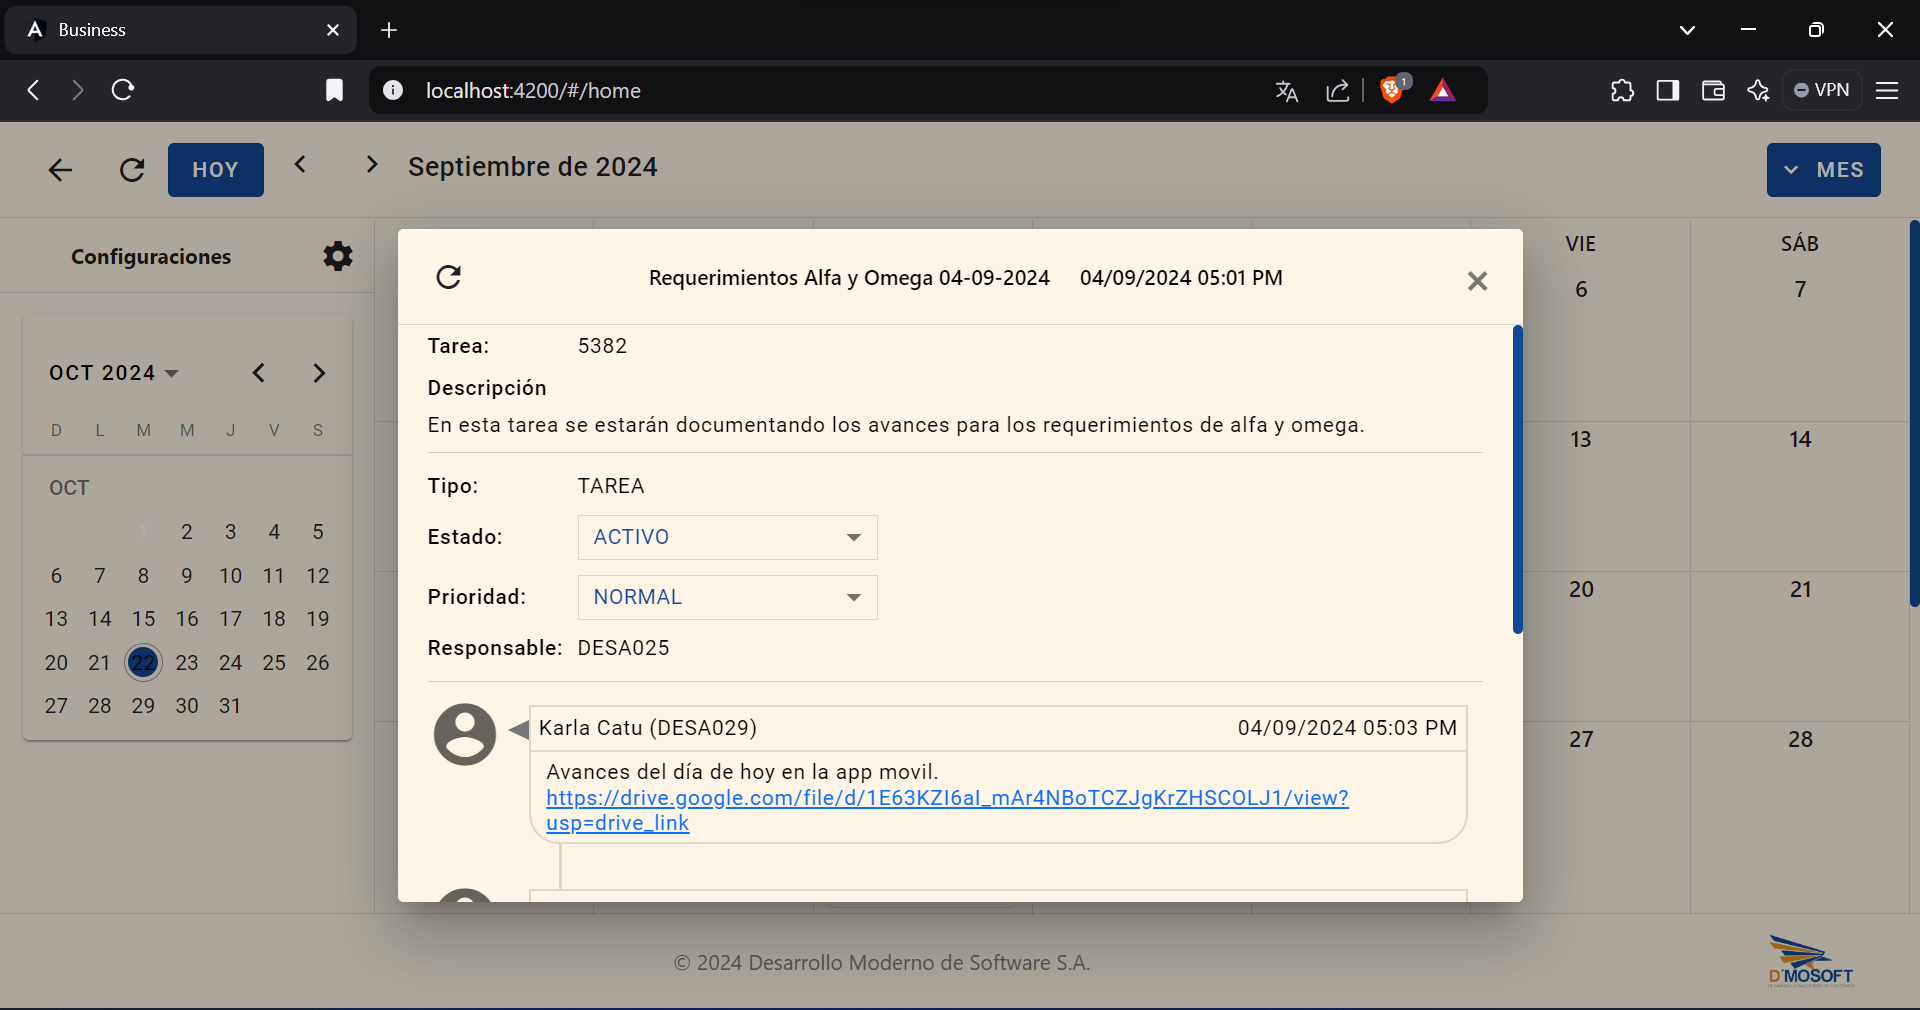 Business
localhost:4200/#/home
1
VPN
HOY
Septiembre de 2024
MES
Configuraciones
VIE
SÁB
6
7
13
14
20
21
27
28
OCT 2024
D L M M J V S
OCT
1 2 3 4 5
6 7 8 9 10 11 12
13 14 15 16 17 18 19
20 21 22 23 24 25 26
27 28 29 30 31
Requerimientos Alfa y Omega 04-09-2024 04/09/2024 05:01 PM
Tarea: 5382
Descripción
En esta tarea se estarán documentando los avances para los requerimientos de alfa y omega.
Tipo: TAREA
Estado: ACTIVO
Prioridad: NORMAL
Responsable: DESA025
Karla Catu (DESA029) 04/09/2024 05:03 PM
Avances del día de hoy en la app movil.
https://drive.google.com/file/d/1E63KZI6aI_mAr4NBoTCZJgKrZHSCOLJ1/view?
usp=drive_link
© 2024 Desarrollo Moderno de Software S.A.
D'MOSOFT